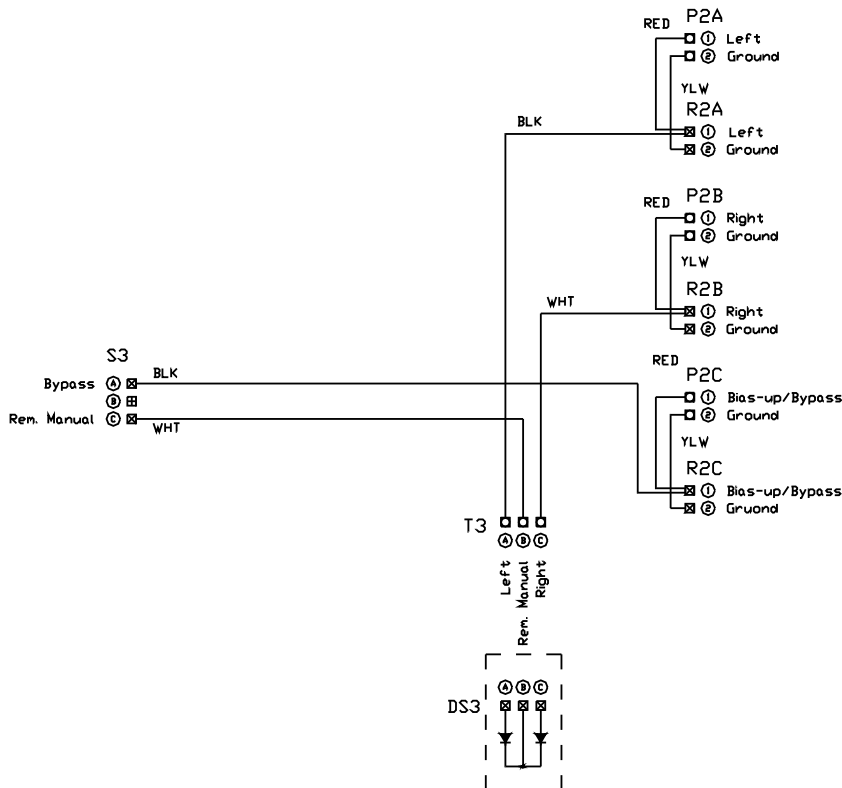 P2A
RED
1 Left
2 Ground
YLW
R2A
BLK
1 Left
2 Ground
P2B
RED
1 Right
2 Ground
YLW
R2B
WHT
1 Right
2 Ground
S3
RED
P2C
BLK
Bypass A
1 Bias-up/Bypass
B
2 Ground
Rem. Manual C
WHT
YLW
R2C
1 Bias-up/Bypass
2 Gruond
T3
A B C
Left
Rem. Manual
Right
A B C
DS3